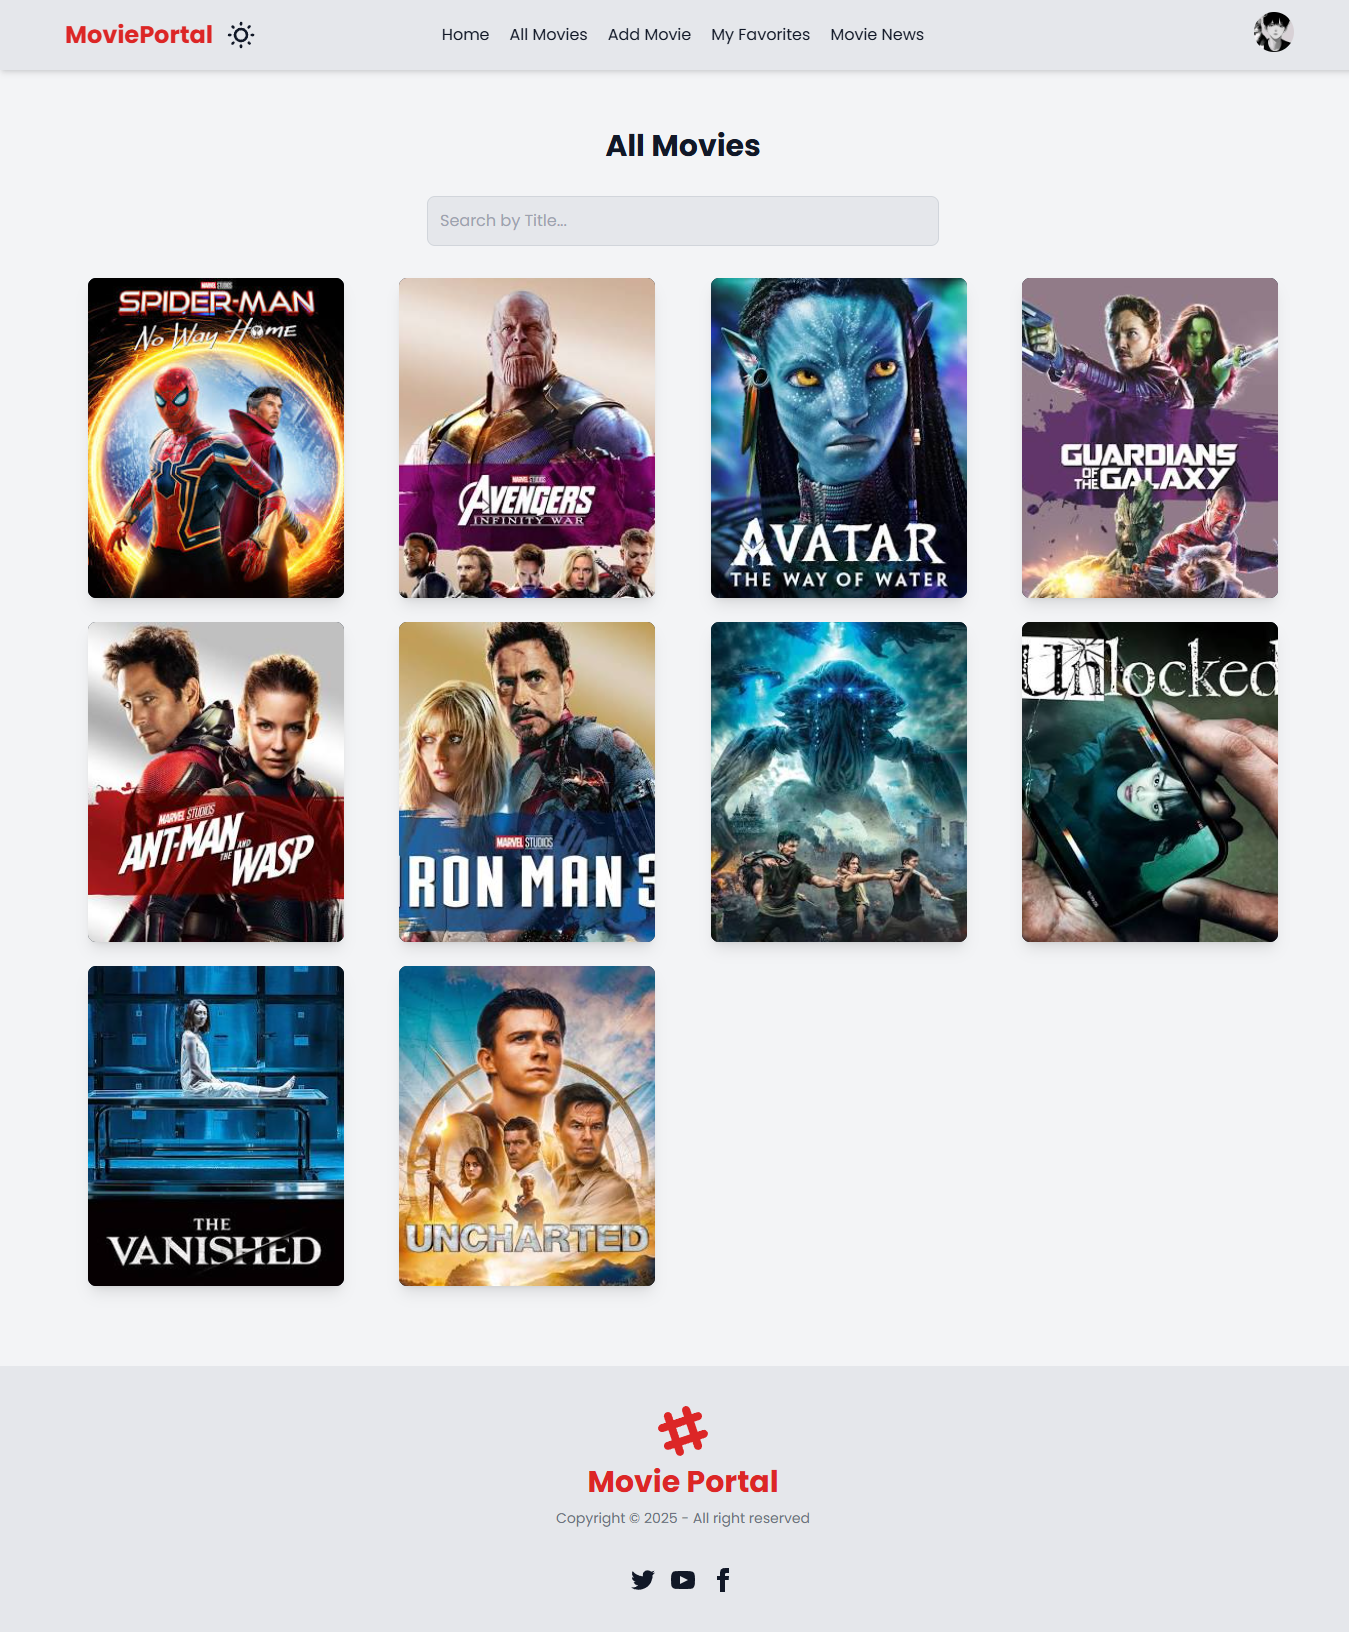 MoviePortal
Home All Movies Add Movie My Favorites Movie News
All Movies
Search by Title...
MARVEL STUDIOS
SPIDER-MAN
No Way Home
MARVEL STUDIOS
AVENGERS
INFINITY WAR
AVATAR
THE WAY OF WATER
GUARDIANS
OF
THE GALAXY
MARVEL STUDIOS
ANT-MAN
AND
THE WASP
MARVEL STUDIOS
IRON MAN 3
Unlocked
THE
VANISHED
UNCHARTED
Movie Portal
Copyright © 2025 - All right reserved